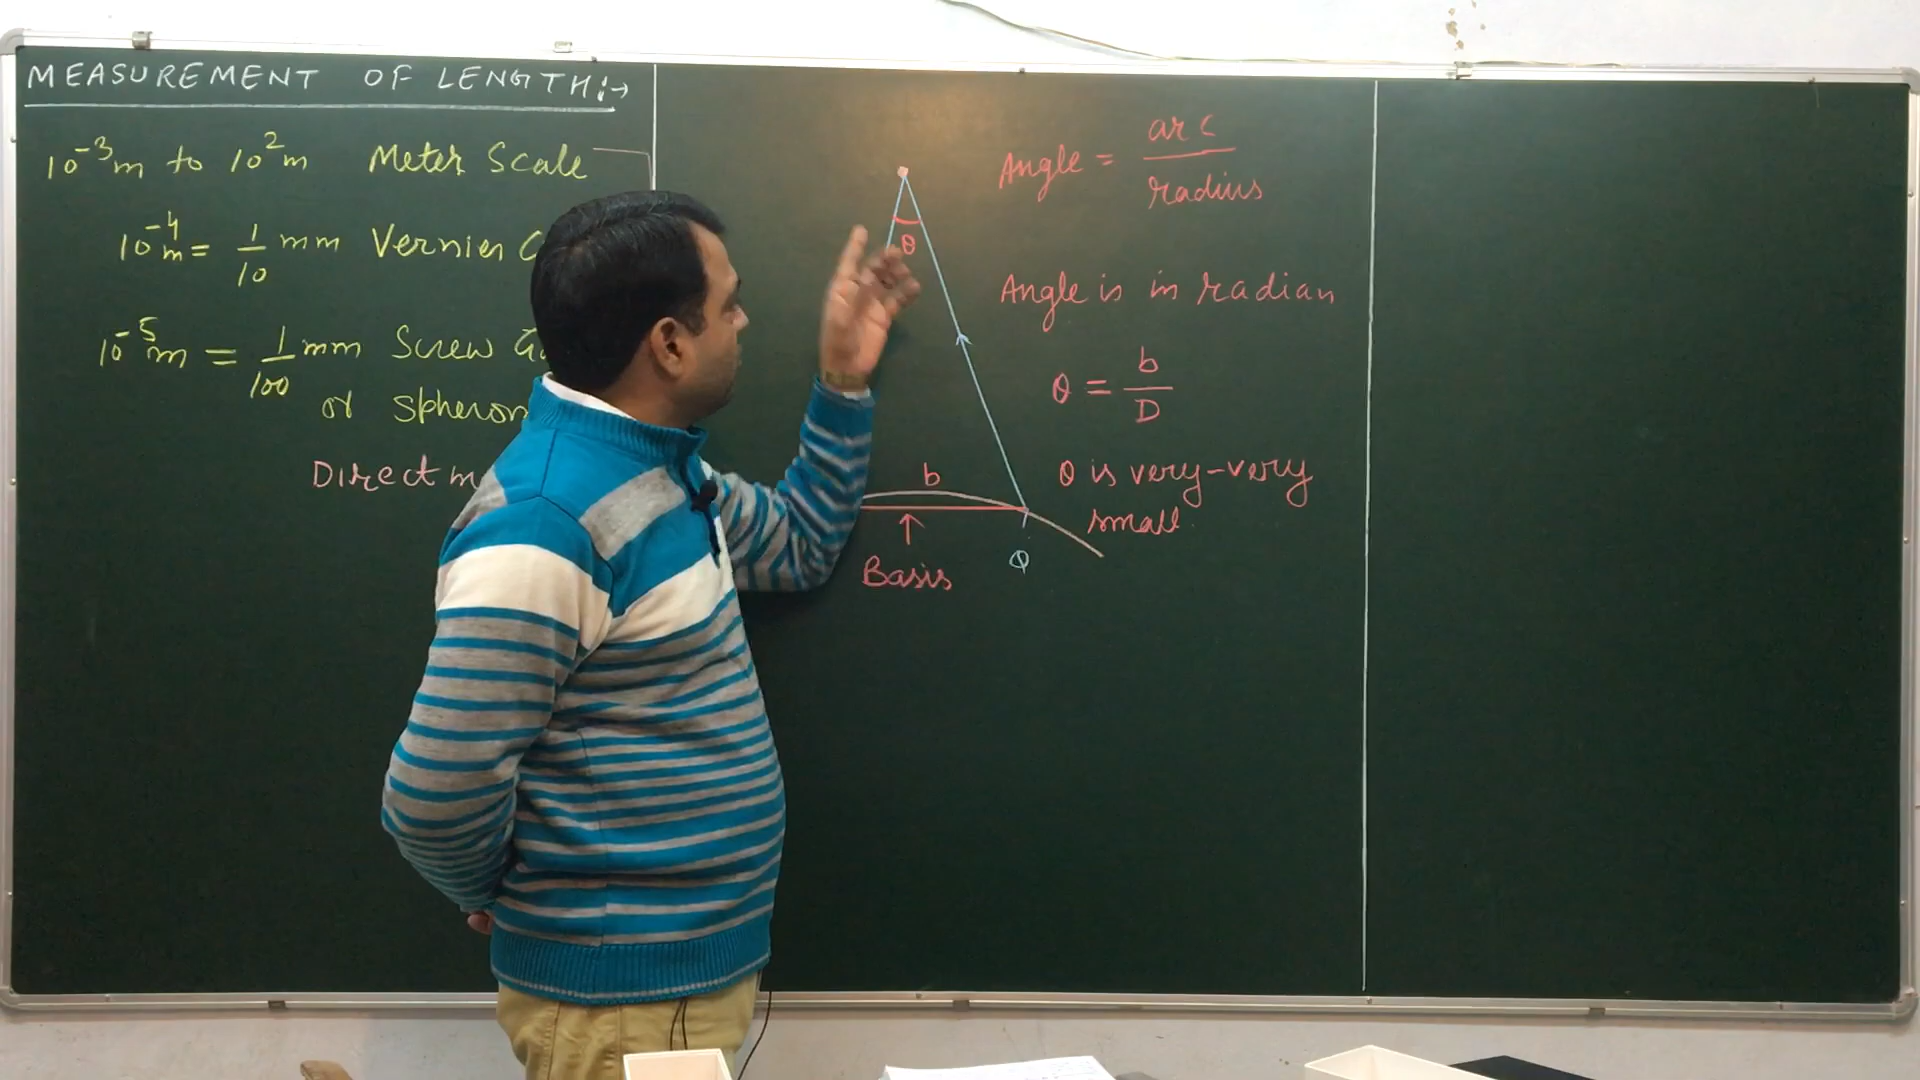 MEASUREMENT OF LENGTH:→
10⁻³m to 10²m Meter Scale
10⁻⁴m = 1/10 mm Vernier
10⁻⁵m = 1/100 mm Screw
or
Direct
θ
b
Basis
Q
Angle = arc/radius
Angle is in radian
θ = b/D
θ is very-very
small.